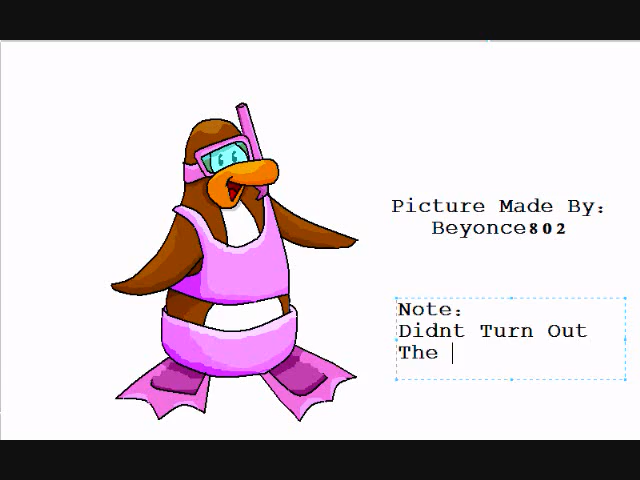 Picture Made By:
Beyonce802
Note:
Didnt Turn Out
The